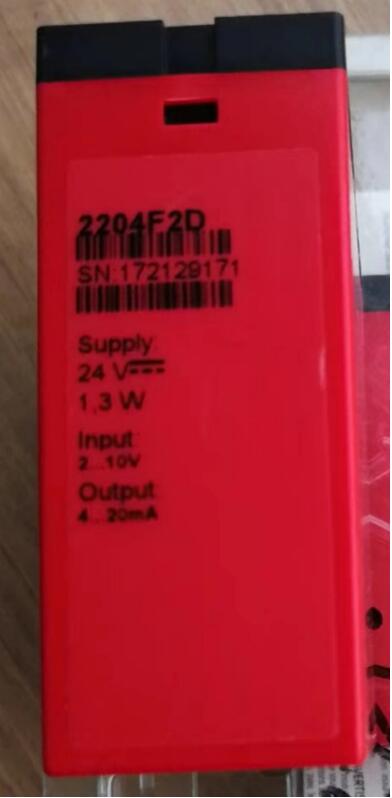 2204F2D
SN:172129171
Supply:
24 V
1,3 W
Input:
2...10V
Output:
4...20mA